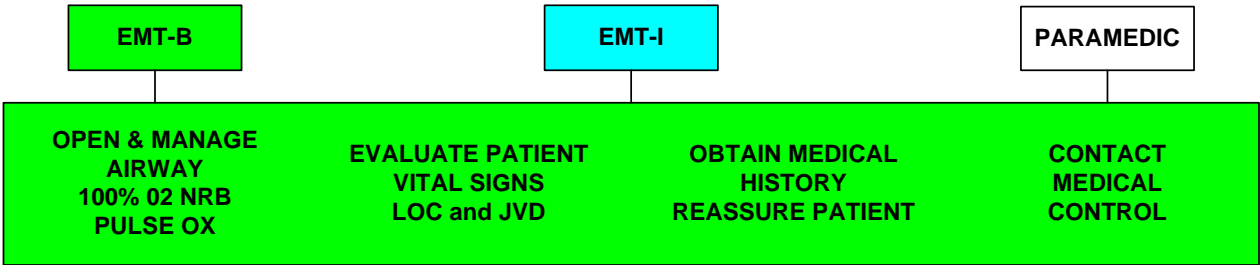 EMT-B
EMT-I
PARAMEDIC
OPEN & MANAGE
AIRWAY
100% 02 NRB
PULSE OX
EVALUATE PATIENT
VITAL SIGNS
LOC and JVD
OBTAIN MEDICAL
HISTORY
REASSURE PATIENT
CONTACT
MEDICAL
CONTROL